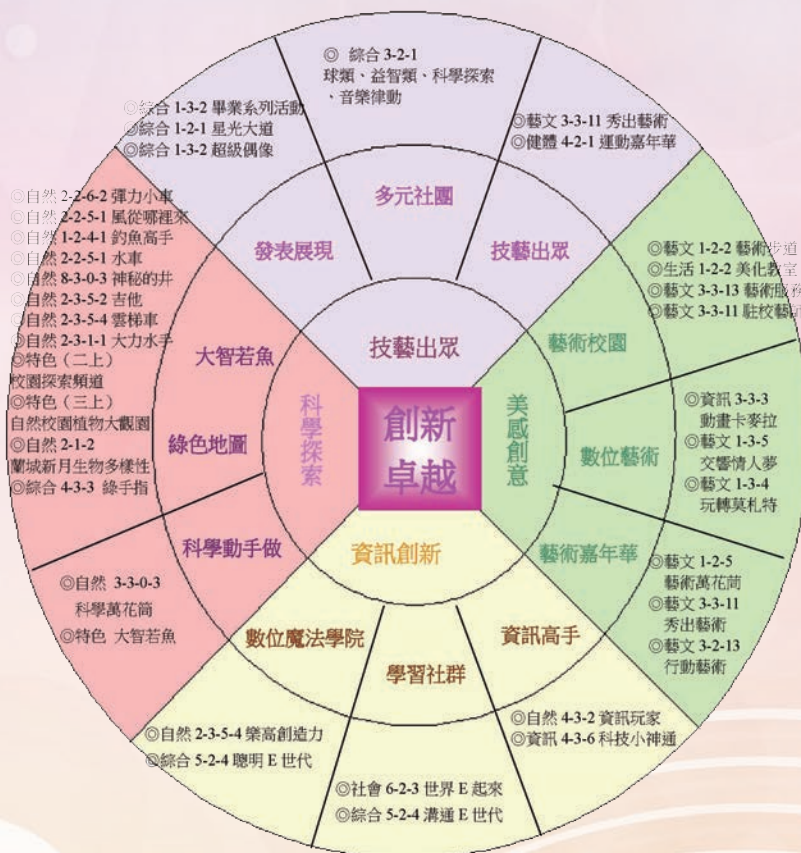 ◎ 綜合 3-2-1
球類、益智類、科學探索
、音樂律動
◎綜合 1-3-2 畢業系列活動
◎綜合 1-2-1 星光大道
◎綜合 1-3-2 超級偶像
◎藝文 3-3-11 秀出藝術
◎健體 4-2-1 運動嘉年華
多元社團
發表展現
技藝出眾
技藝出眾
◎自然 2-2-6-2 彈力小車
◎自然 2-2-5-1 風從哪裡來
◎自然 1-2-4-1 釣魚高手
◎自然 2-2-5-1 水車
◎自然 8-3-0-3 神秘的井
◎自然 2-3-5-2 吉他
◎自然 2-3-5-4 雲梯車
◎自然 2-3-1-1 大力水手
◎特色（二上）
校園探索頻道
◎特色（三上）
自然校園植物大觀園
◎自然 2-1-2
蘭城新月生物多樣性
◎綜合 4-3-3 綠手指
大智若魚
綠色地圖
科學動手做
科學探索
◎自然 3-3-0-3
科學萬花筒
◎特色 大智若魚
創新
卓越
美感創意
藝術校園
數位藝術
藝術嘉年華
◎藝文 1-2-2 藝術步道
◎生活 1-2-2 美化教室
◎藝文 3-3-13 藝術服務
◎藝文 3-3-11 駐校藝師
◎資訊 3-3-3
動畫卡麥拉
◎藝文 1-3-5
交響情人夢
◎藝文 1-3-4
玩轉莫札特
◎藝文 1-2-5
藝術萬花筒
◎藝文 3-3-11
秀出藝術
◎藝文 3-2-13
行動藝術
資訊創新
數位魔法學院
學習社群
資訊高手
◎自然 2-3-5-4 樂高創造力
◎綜合 5-2-4 聰明 E 世代
◎社會 6-2-3 世界 E 起來
◎綜合 5-2-4 溝通 E 世代
◎自然 4-3-2 資訊玩家
◎資訊 4-3-6 科技小神通